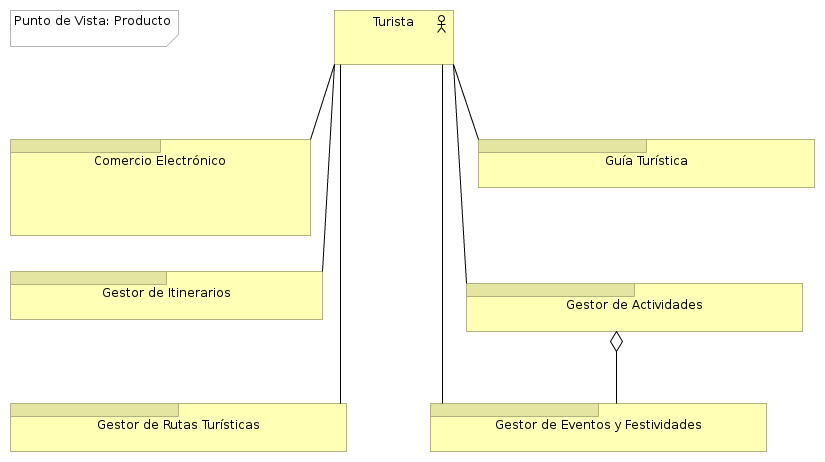 Punto de Vista: Producto
Turista
Comercio Electrónico
Guía Turística
Gestor de Itinerarios
Gestor de Actividades
Gestor de Rutas Turísticas
Gestor de Eventos y Festividades